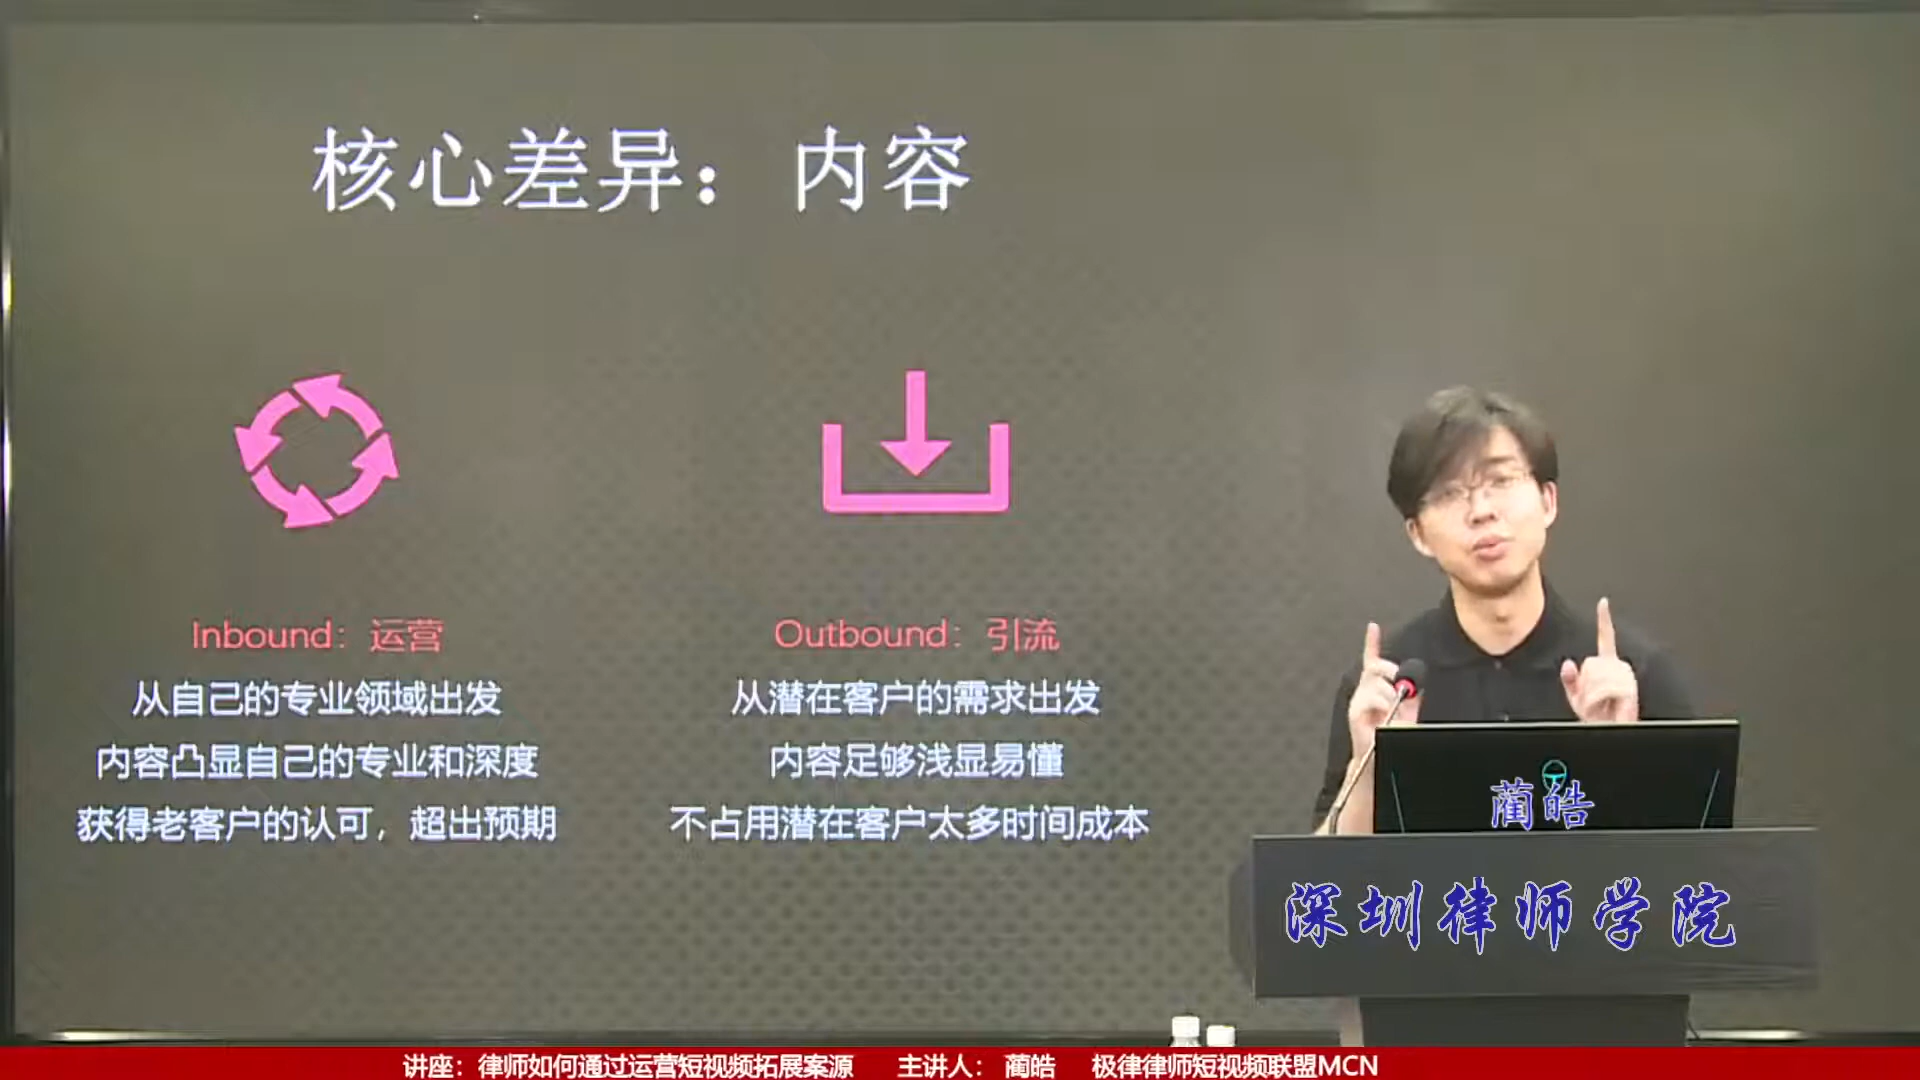 核心差异：内容
Inbound：运营
从自己的专业领域出发
内容凸显自己的专业和深度
获得老客户的认可，超出预期
Outbound：引流
从潜在客户的需求出发
内容足够浅显易懂
不占用潜在客户太多时间成本
蔺皓
深圳律师学院
讲座：律师如何通过运营短视频拓展案源 主讲人：蔺皓 极律律师短视频联盟MCN